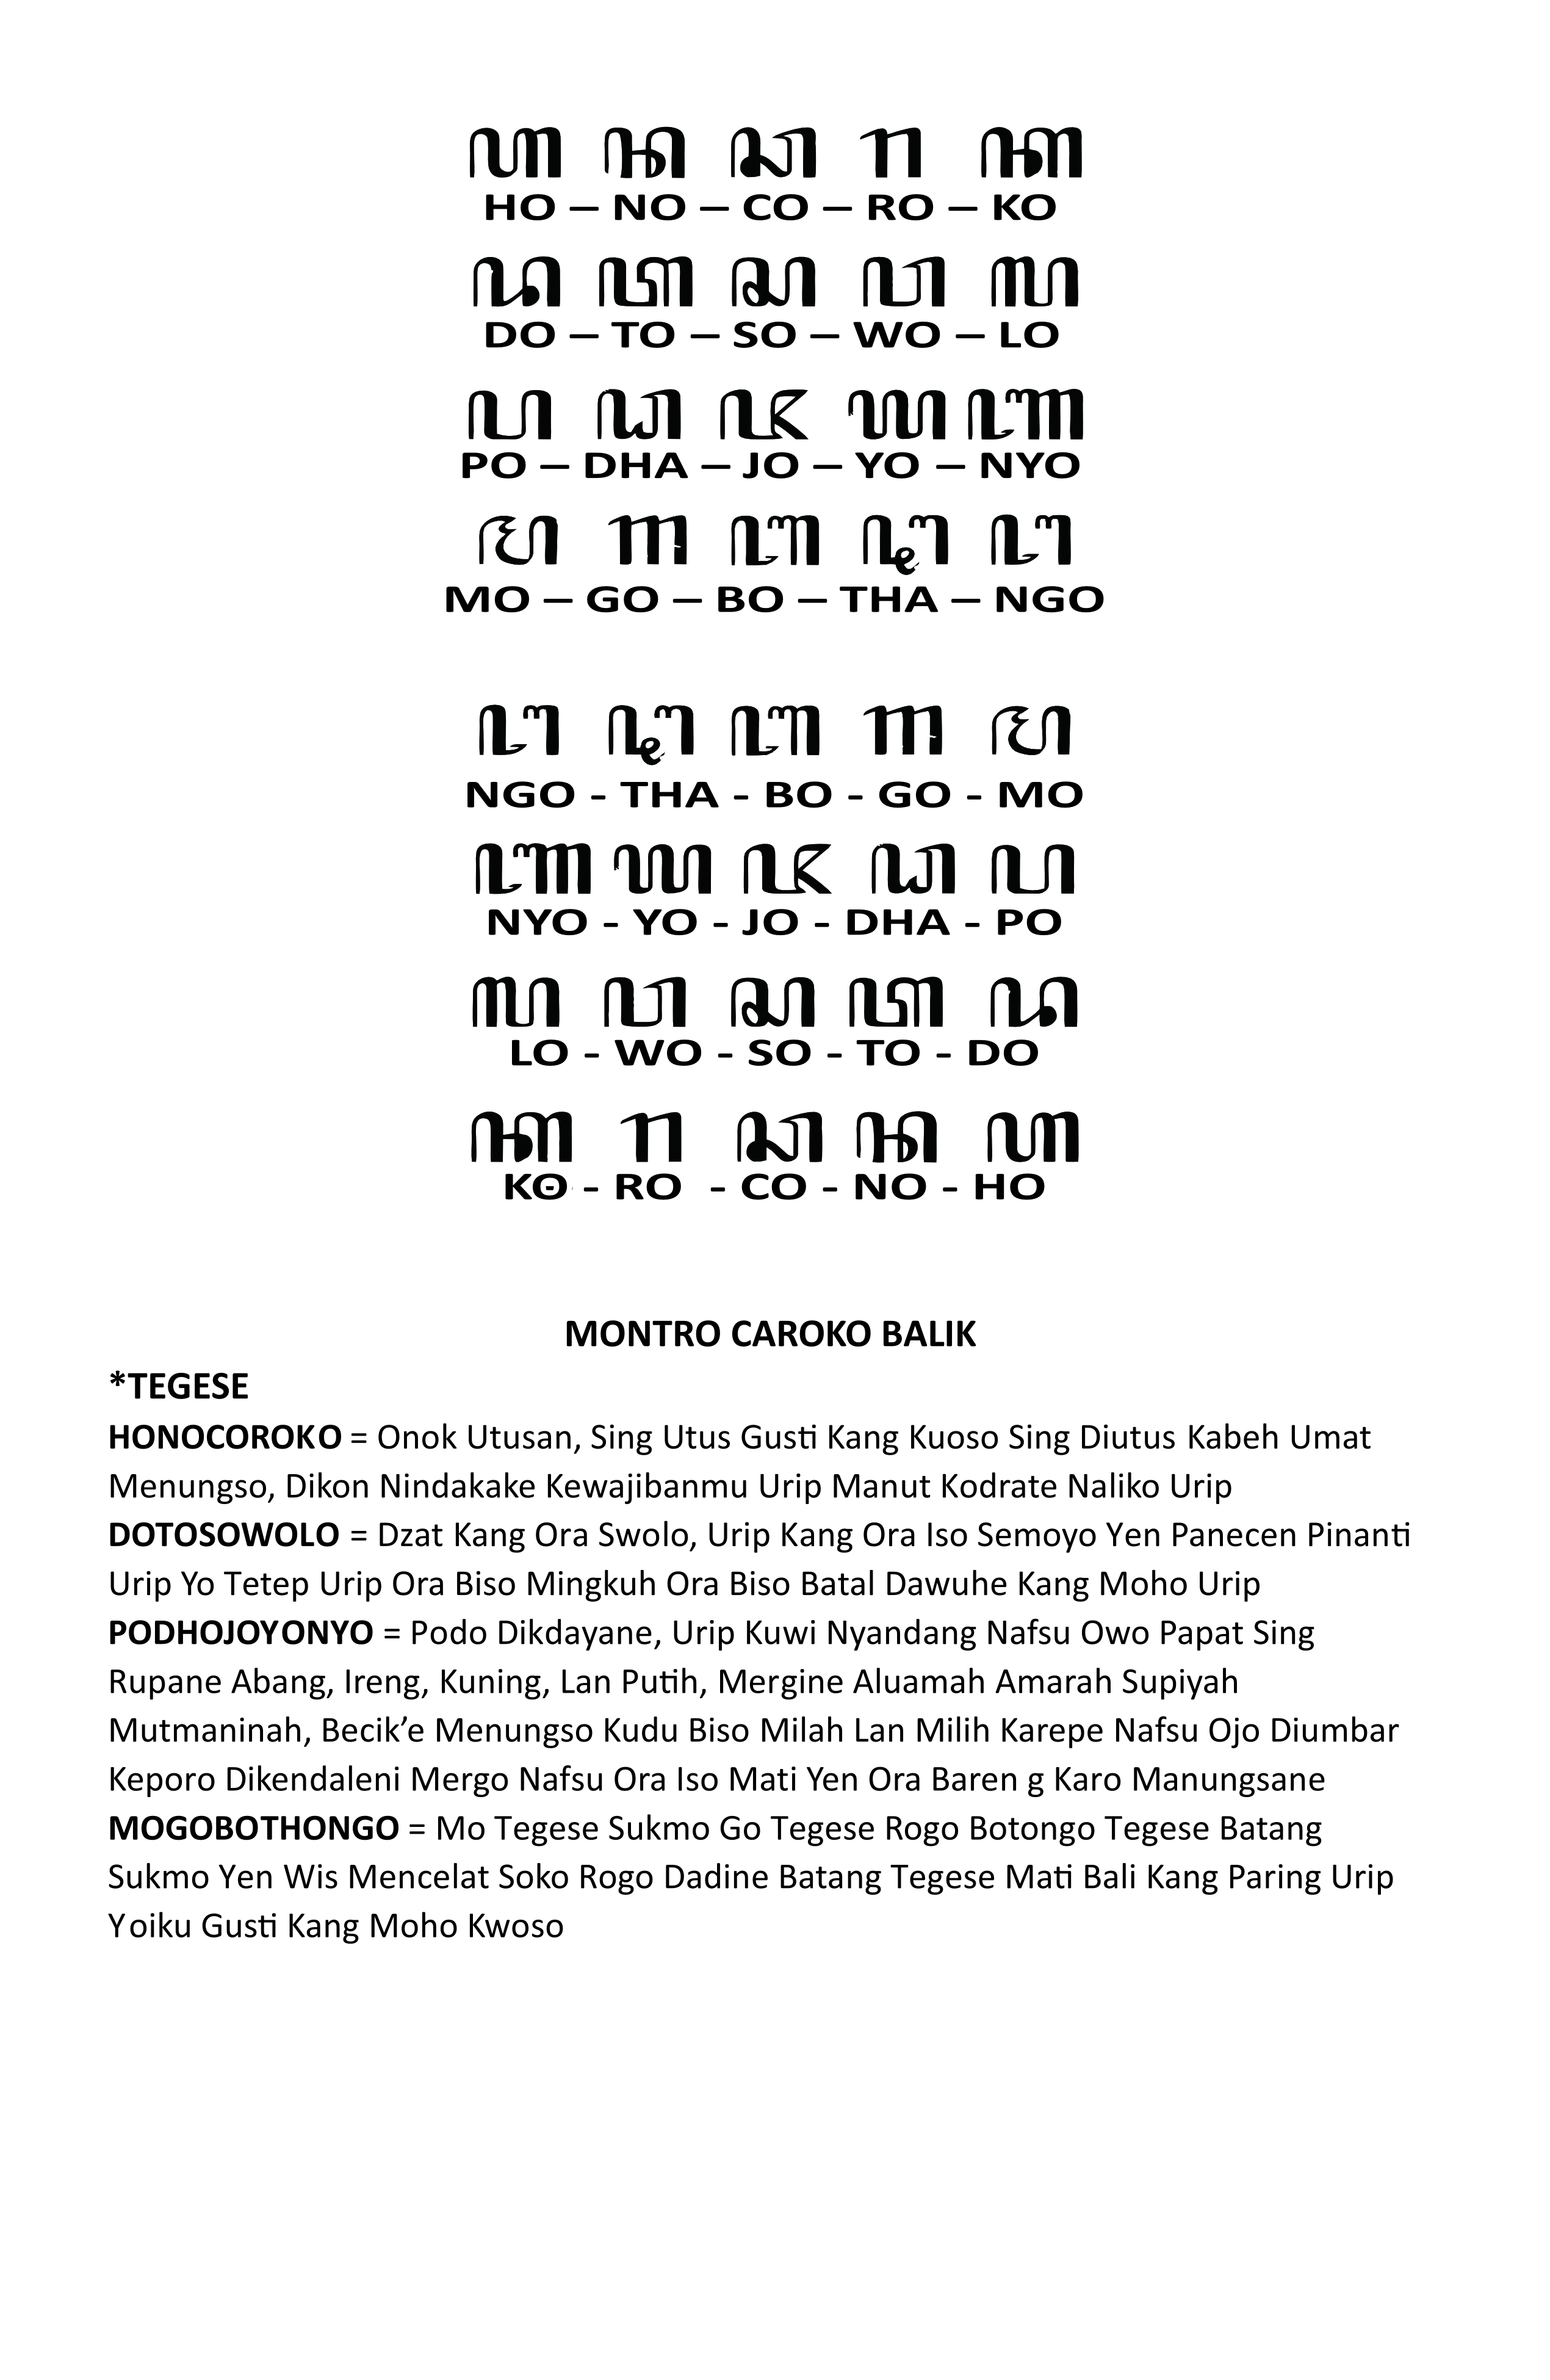 ꦲ ꦤ ꦕ ꦫ ꦏ
HO – NO – CO – RO – KO
ꦢ ꦠ ꦱ ꦮ ꦭ
DO – TO – SO – WO – LO
ꦥ ꦝ ꦗ ꦪ ꦚ
PO – DHA – JO – YO – NYO
ꦩ ꦒ ꦧ ꦛ ꦔ
MO – GO – BO – THA – NGO
ꦔ ꦛ ꦧ ꦒ ꦩ
NGO - THA - BO - GO - MO
ꦚ ꦪ ꦗ ꦝ ꦥ
NYO - YO - JO - DHA - PO
ꦭ ꦮ ꦱ ꦠ ꦢ
LO - WO - SO - TO - DO
ꦏ ꦫ ꦕ ꦤ ꦲ
KO - RO - CO - NO - HO
MONTRO CAROKO BALIK
*TEGESE
HONOCOROKO = Onok Utusan, Sing Utus Gusti Kang Kuoso Sing Diutus Kabeh Umat
Menungso, Dikon Nindakake Kewajibanmu Urip Manut Kodrate Naliko Urip
DOTOSOWOLO = Dzat Kang Ora Swolo, Urip Kang Ora Iso Semoyo Yen Panecen Pinanti
Urip Yo Tetep Urip Ora Biso Mingkuh Ora Biso Batal Dawuhe Kang Moho Urip
PODHOJOYONYO = Podo Dikdayane, Urip Kuwi Nyandang Nafsu Owo Papat Sing
Rupane Abang, Ireng, Kuning, Lan Putih, Mergine Aluamah Amarah Supiyah
Mutmaninah, Becik’e Menungso Kudu Biso Milah Lan Milih Karepe Nafsu Ojo Diumbar
Keporo Dikendaleni Mergo Nafsu Ora Iso Mati Yen Ora Baren g Karo Manungsane
MOGOBOTHONGO = Mo Tegese Sukmo Go Tegese Rogo Botongo Tegese Batang
Sukmo Yen Wis Mencelat Soko Rogo Dadine Batang Tegese Mati Bali Kang Paring Urip
Yoiku Gusti Kang Moho Kwoso